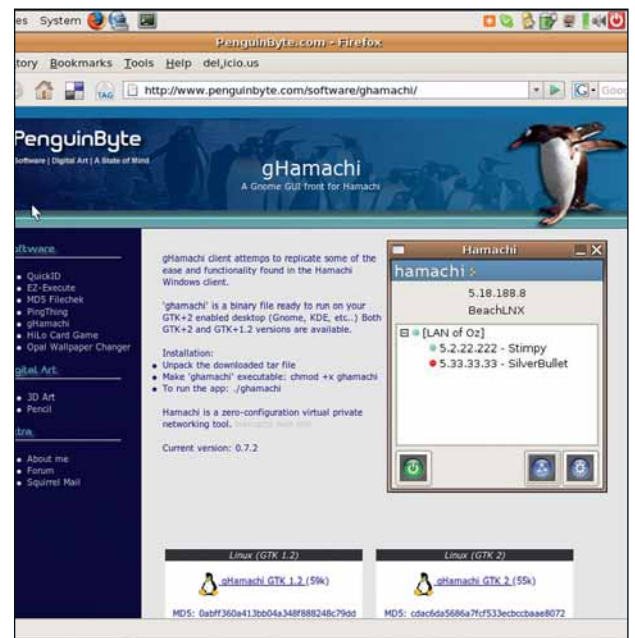 es System
PenguinByte.com - Firefox
tory Bookmarks Tools Help del.icio.us
TAG http://www.penguinbyte.com/software/ghamachi/ G Goo
PenguinByte
Software | Digital Art | A State of Mind
gHamachi
A Gnome GUI front for Hamachi
oftware
QuickID
EZ-Execute
MD5 Filechek
PingThing
gHamachi
HiLo Card Game
Opal Wallpaper Changer
gital Art
3D Art
Pencil
tra
About me
Forum
Squirrel Mail
gHamachi client attemps to replicate some of the
ease and functionality found in the Hamachi
Windows client.
'ghamachi' is a binary file ready to run on your
GTK+2 enabled desktop (Gnome, KDE, etc..) Both
GTK+2 and GTK+1.2 versions are available.
Installation:
Unpack the downloaded tar file
Make 'ghamachi' executable: chmod +x ghamachi
To run the app: ./ghamachi
Hamachi is a zero-configuration virtual private
networking tool.
Current version: 0.7.2
Hamachi
hamachi
5.18.188.8
BeachLNX
[LAN of Oz]
5.2.22.222 - Stimpy
5.33.33.33 - SilverBullet
Linux (GTK 1.2)
gHamachi GTK 1.2 (59k)
MD5: 0abff360a413bb04a348f888248c79dd
Linux (GTK 2)
gHamachi GTK 2 (55k)
MD5: cdac6da5686a7fcf533ecbccbaae8072